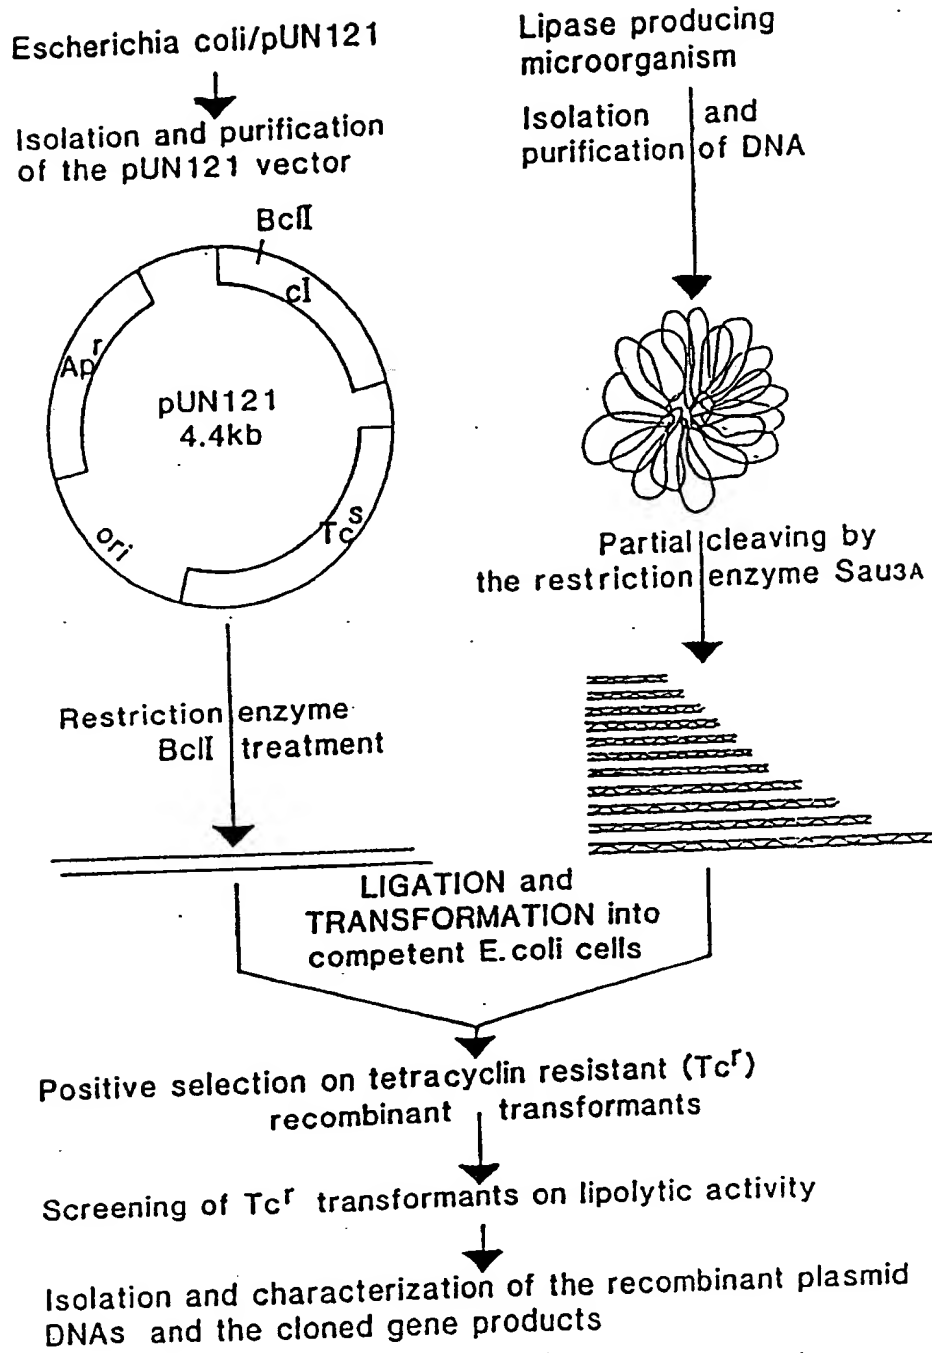 Escherichia coli/pUN121
Isolation and purification
of the pUN121 vector
BclI
cI
Apʳ
pUN121
4.4kb
Tcˢ
ori
Restriction enzyme
BclI treatment
Lipase producing
microorganism
Isolation and
purification of DNA
Partial cleaving by
the restriction enzyme Sau3A
LIGATION and
TRANSFORMATION into
competent E.coli cells
Positive selection on tetracyclin resistant (Tcʳ)
recombinant transformants
Screening of Tcʳ transformants on lipolytic activity
Isolation and characterization of the recombinant plasmid
DNAs and the cloned gene products